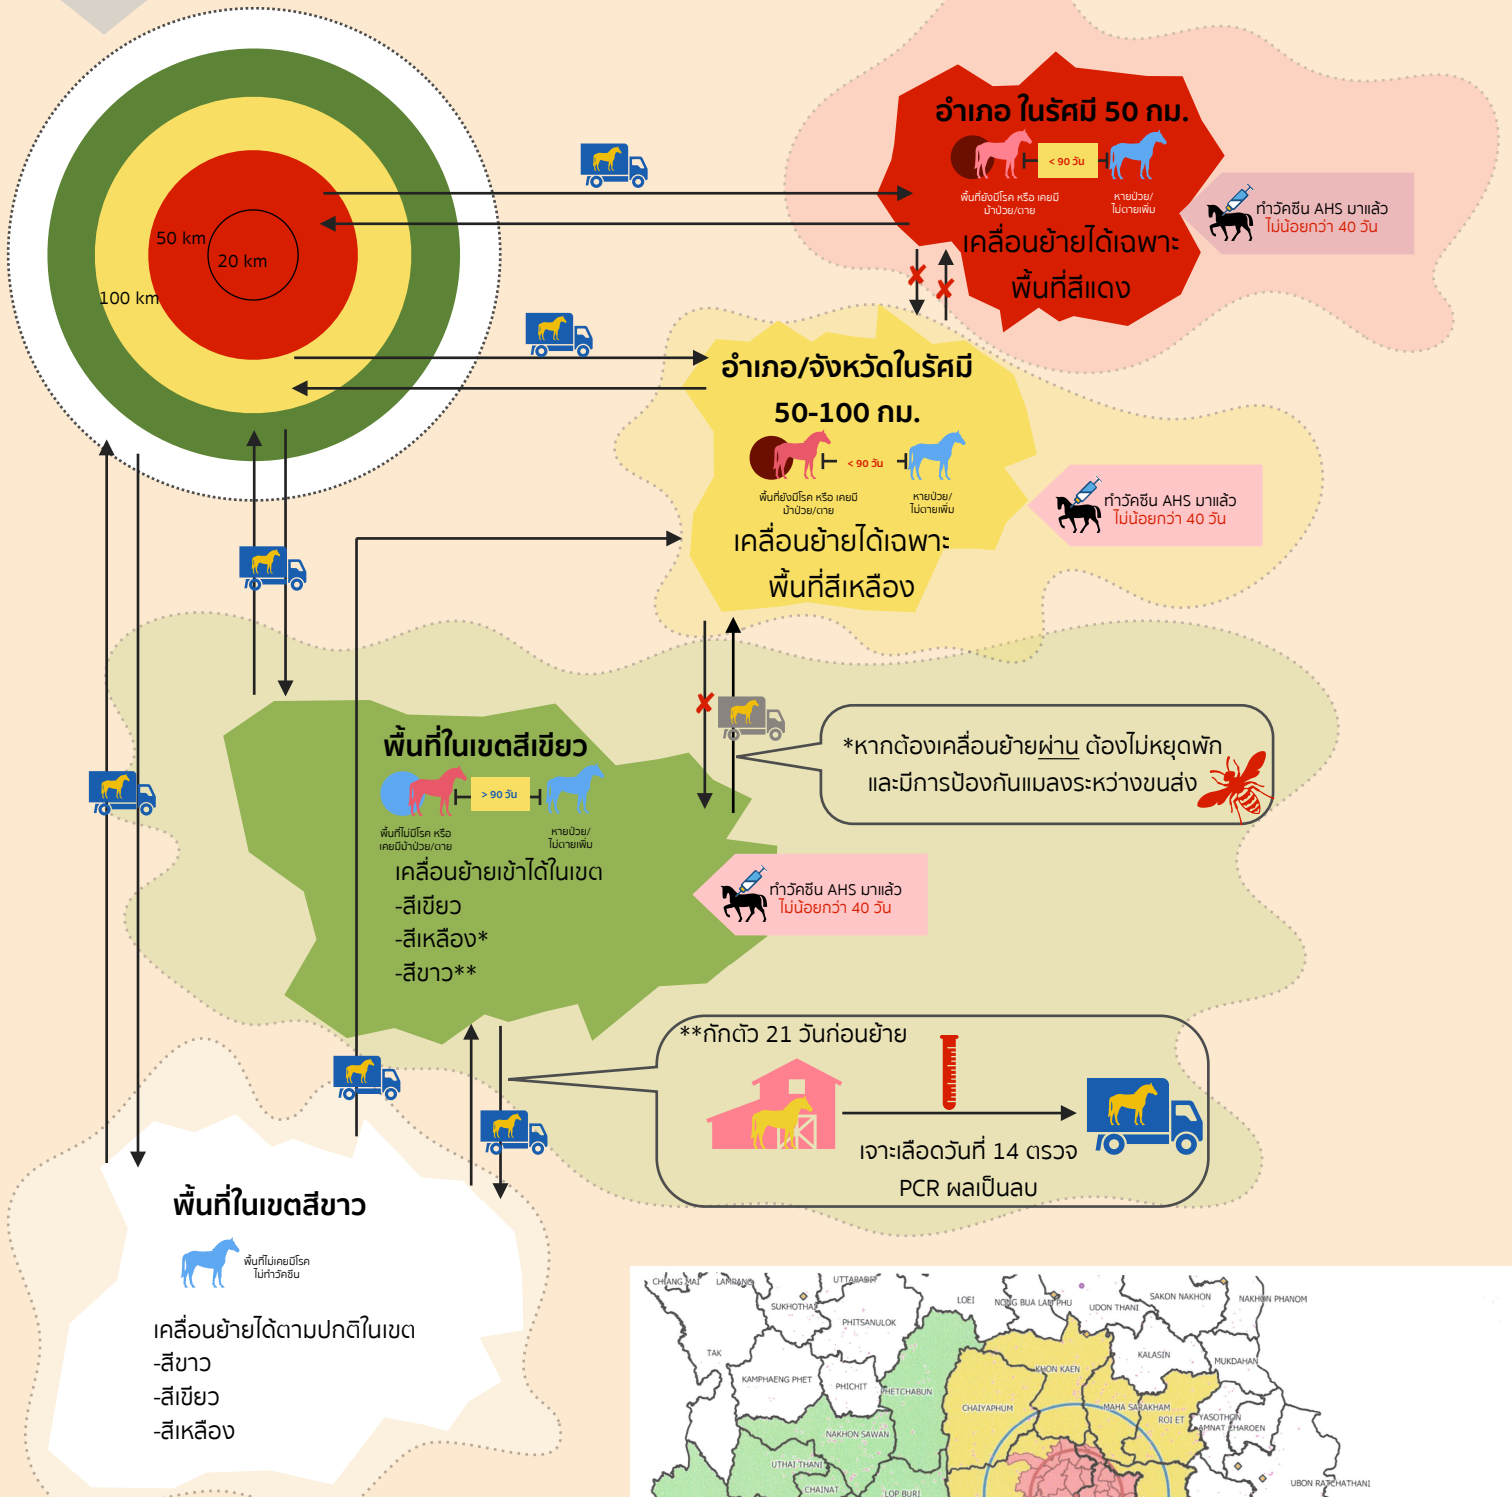 50 km
20 km
100 km
อำเภอ ในรัศมี 50 กม.
< 90 วัน
พื้นที่ยังมีโรค หรือ เคยมี
ม้าป่วย/ตาย
หายป่วย/
ไม่ตายเพิ่ม
เคลื่อนย้ายได้เฉพาะ
พื้นที่สีแดง
ทำวัคซีน AHS มาแล้ว
ไม่น้อยกว่า 40 วัน
อำเภอ/จังหวัดในรัศมี
50-100 กม.
< 90 วัน
พื้นที่ยังมีโรค หรือ เคยมี
ม้าป่วย/ตาย
หายป่วย/
ไม่ตายเพิ่ม
เคลื่อนย้ายได้เฉพาะ
พื้นที่สีเหลือง
ทำวัคซีน AHS มาแล้ว
ไม่น้อยกว่า 40 วัน
*หากต้องเคลื่อนย้ายผ่าน ต้องไม่หยุดพัก
และมีการป้องกันแมลงระหว่างขนส่ง
พื้นที่ในเขตสีเขียว
> 90 วัน
พื้นที่ไม่มีโรค หรือ
เคยมีม้าป่วย/ตาย
หายป่วย/
ไม่ตายเพิ่ม
เคลื่อนย้ายเข้าได้ในเขต
-สีเขียว
-สีเหลือง*
-สีขาว**
ทำวัคซีน AHS มาแล้ว
ไม่น้อยกว่า 40 วัน
**กักตัว 21 วันก่อนย้าย
เจาะเลือดวันที่ 14 ตรวจ
PCR ผลเป็นลบ
พื้นที่ในเขตสีขาว
พื้นที่ไม่เคยมีโรค
ไม่ทำวัคซีน
เคลื่อนย้ายได้ตามปกติในเขต
-สีขาว
-สีเขียว
-สีเหลือง
CHIANG MAI
LAMPANG
UTTARADIT
SUKHOTHAI
PHITSANULOK
LOEI
NONG BUA LAM PHU
UDON THANI
SAKON NAKHON
NAKHON PHANOM
TAK
KAMPHAENG PHET
PHICHIT
PHETCHABUN
KHON KAEN
KALASIN
MUKDAHAN
CHAIYAPHUM
MAHA SARAKHAM
ROI ET
YASOTHON
AMNAT CHAROEN
NAKHON SAWAN
UTHAI THANI
CHAINAT
LOP BURI
UBON RATCHATHANI